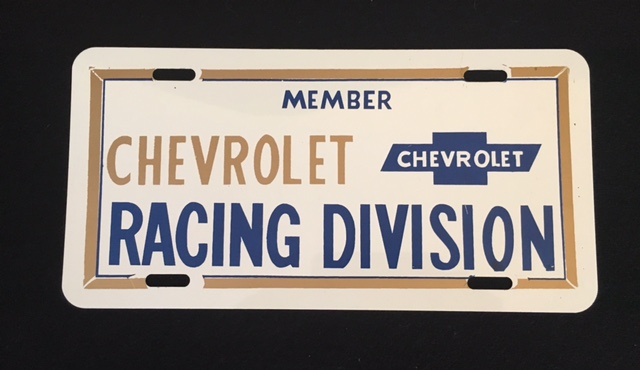 MEMBER
CHEVROLET CHEVROLET
RACING DIVISION